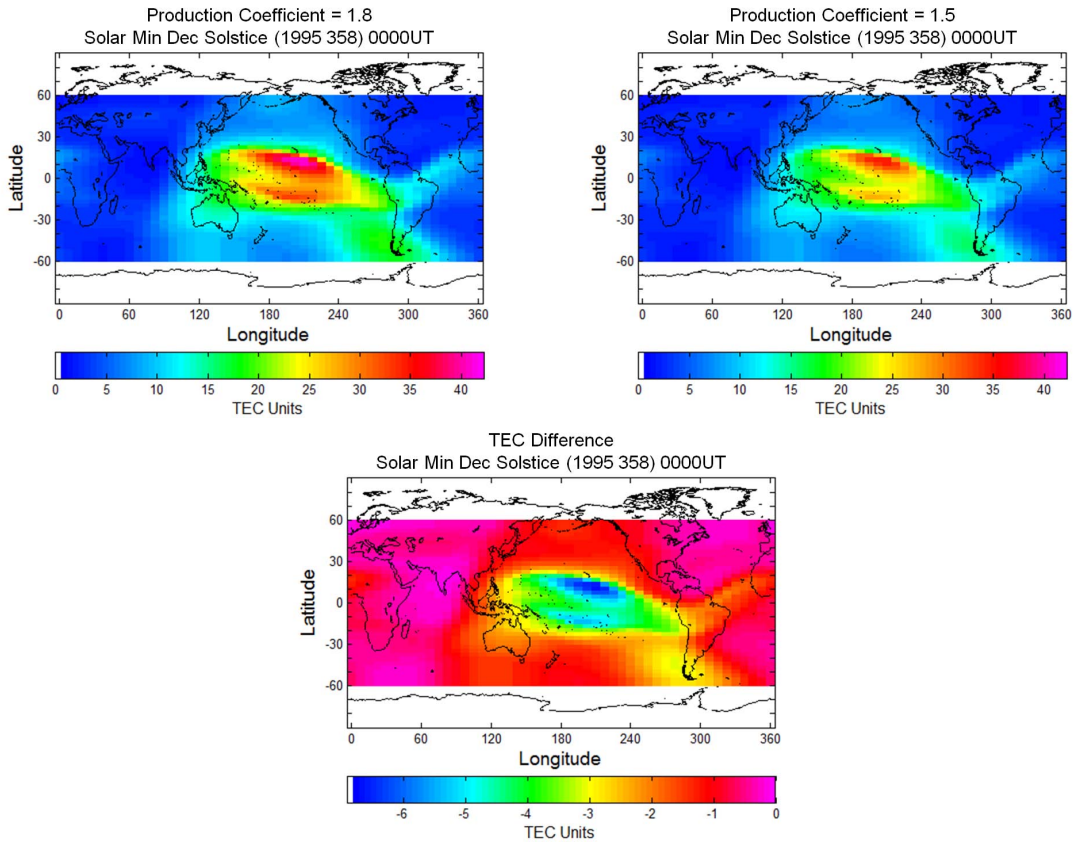 Production Coefficient = 1.8
Solar Min Dec Solstice (1995 358) 0000UT
60
30
0
-30
-60
Latitude
0 60 120 180 240 300 360
Longitude
0 5 10 15 20 25 30 35 40
TEC Units
Production Coefficient = 1.5
Solar Min Dec Solstice (1995 358) 0000UT
60
30
0
-30
-60
Latitude
0 60 120 180 240 300 360
Longitude
0 5 10 15 20 25 30 35 40
TEC Units
TEC Difference
Solar Min Dec Solstice (1995 358) 0000UT
60
30
0
-30
-60
Latitude
0 60 120 180 240 300 360
Longitude
-6 -5 -4 -3 -2 -1 0
TEC Units